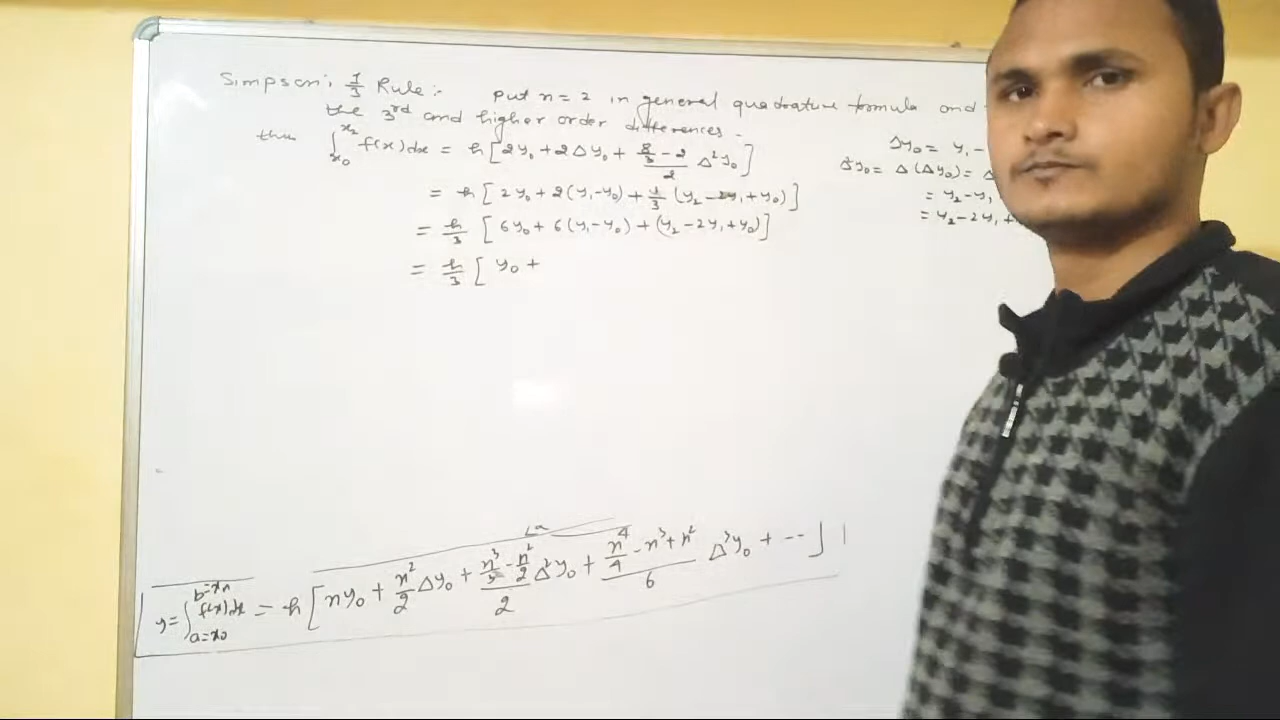 Simpson's 1/3 Rule:- Put n = 2 in general quadrature formula and
the 3rd and higher order differences -
thus ∫_{x₀}^{x₂} f(x)dx = h[2y₀ + 2Δy₀ + (8/3 - 2)/2 Δ²y₀]
= h[2y₀ + 2(y₁-y₀) + 1/3 (y₂ - 2y₁ + y₀)]
= h/3 [6y₀ + 6(y₁-y₀) + (y₂ - 2y₁ + y₀)]
= h/3 [y₀ +
Δy₀ = y₁ -
Δ²y₀ = Δ(Δy₀) = Δ
= y₂ - y₁
= y₂ - 2y₁ +
y = ∫_{a=x₀}^{b=xₙ} f(x)dx = h[ny₀ + n²/2 Δy₀ + (n³/3 - n²/2)/2 Δ²y₀ + (n⁴/4 - n³ + n²)/6 Δ³y₀ + --]